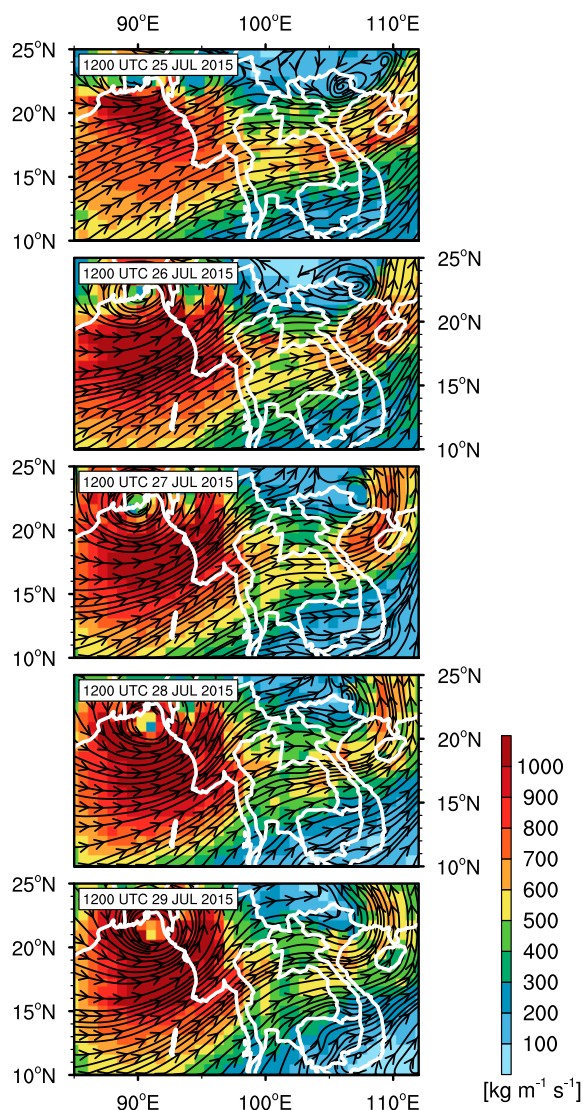 90°E 100°E 110°E
25°N
1200 UTC 25 JUL 2015
20°N
15°N
10°N
25°N
1200 UTC 26 JUL 2015
20°N
15°N
10°N
25°N
1200 UTC 27 JUL 2015
20°N
15°N
10°N
25°N
1200 UTC 28 JUL 2015
20°N
15°N
10°N
25°N
1200 UTC 29 JUL 2015
20°N
15°N
10°N
90°E 100°E 110°E
1000
900
800
700
600
500
400
300
200
100
[kg m⁻¹ s⁻¹]